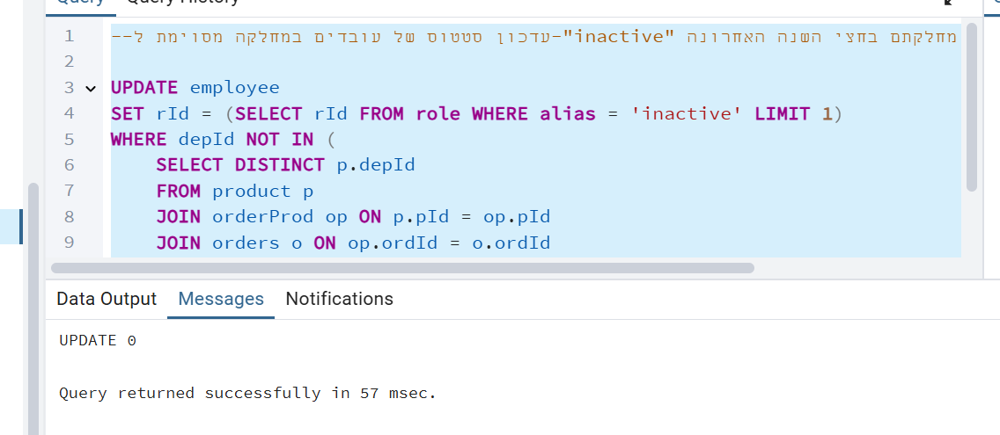 Query Query History
1 --עדכון סטטוס של עובדים במחלקה מסוימת ל-"inactive" מחלקתם בחצי השנה האחרונה
2
3 UPDATE employee
4 SET rId = (SELECT rId FROM role WHERE alias = 'inactive' LIMIT 1)
5 WHERE depId NOT IN (
6 SELECT DISTINCT p.depId
7 FROM product p
8 JOIN orderProd op ON p.pId = op.pId
9 JOIN orders o ON op.ordId = o.ordId
Data Output Messages Notifications
UPDATE 0
Query returned successfully in 57 msec.